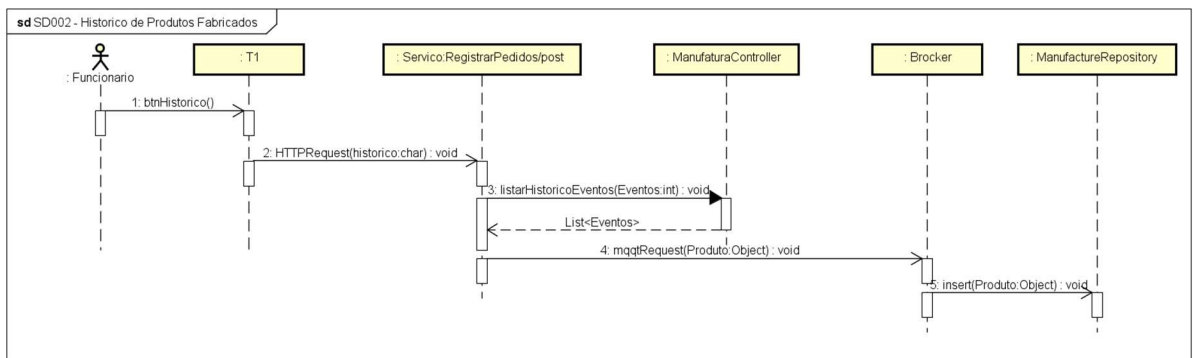 sd SD002 - Historico de Produtos Fabricados
: Funcionario
: T1
: Servico:RegistrarPedidos/post
: ManufaturaController
: Brocker
: ManufactureRepository
1: btnHistorico()
2: HTTPRequest(historico:char) : void
3: listarHistoricoEventos(Eventos:int) : void
List<Eventos>
4: mqqtRequest(Produto:Object) : void
5: insert(Produto:Object) : void